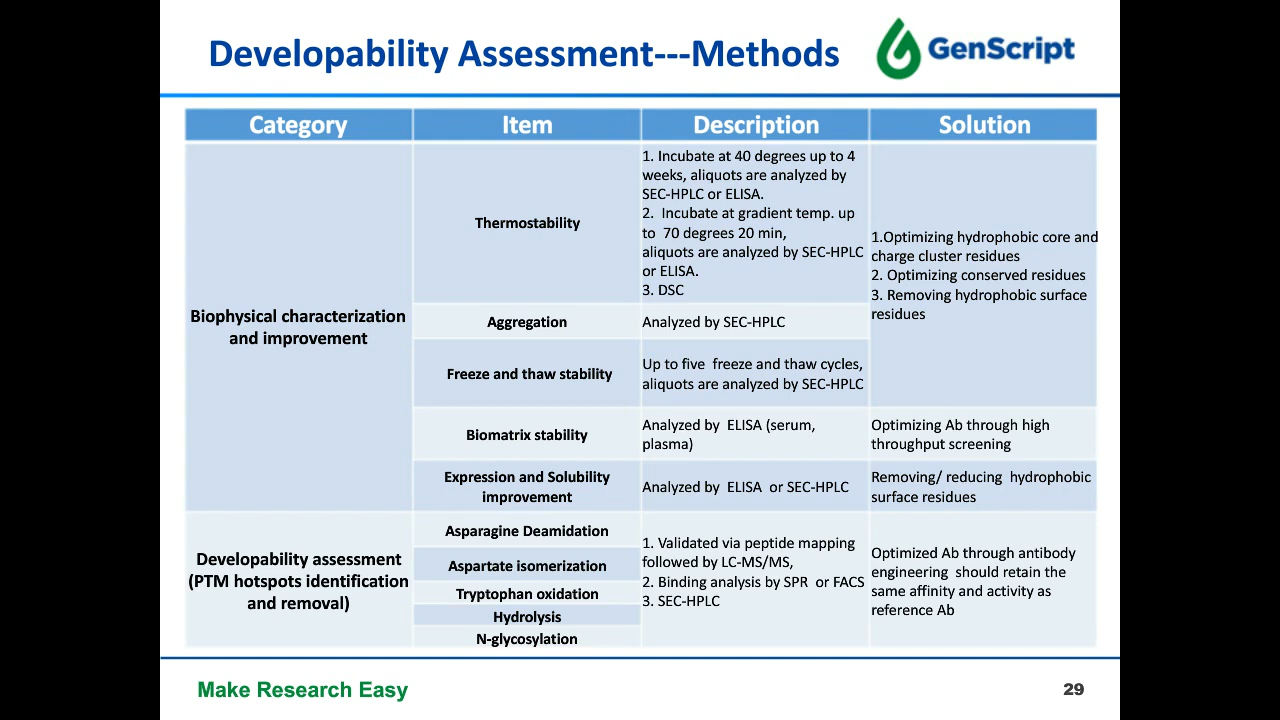 Developability Assessment---Methods
GenScript
Category
Item
Description
Solution
Biophysical characterization
and improvement
Thermostability
1. Incubate at 40 degrees up to 4
weeks, aliquots are analyzed by
SEC-HPLC or ELISA.
2.  Incubate at gradient temp. up
to  70 degrees 20 min,
aliquots are analyzed by SEC-HPLC
or ELISA.
3. DSC
1.Optimizing hydrophobic core and
charge cluster residues
2. Optimizing conserved residues
3. Removing hydrophobic surface
residues
Aggregation
Analyzed by SEC-HPLC
Freeze and thaw stability
Up to five  freeze and thaw cycles,
aliquots are analyzed by SEC-HPLC
Biomatrix stability
Analyzed by  ELISA (serum,
plasma)
Optimizing Ab through high
throughput screening
Expression and Solubility
improvement
Analyzed by  ELISA  or SEC-HPLC
Removing/ reducing  hydrophobic
surface residues
Developability assessment
(PTM hotspots identification
and removal)
Asparagine Deamidation
Aspartate isomerization
Tryptophan oxidation
Hydrolysis
N-glycosylation
1. Validated via peptide mapping
followed by LC-MS/MS,
2. Binding analysis by SPR  or FACS
3. SEC-HPLC
Optimized Ab through antibody
engineering  should retain the
same affinity and activity as
reference Ab
Make Research Easy
29